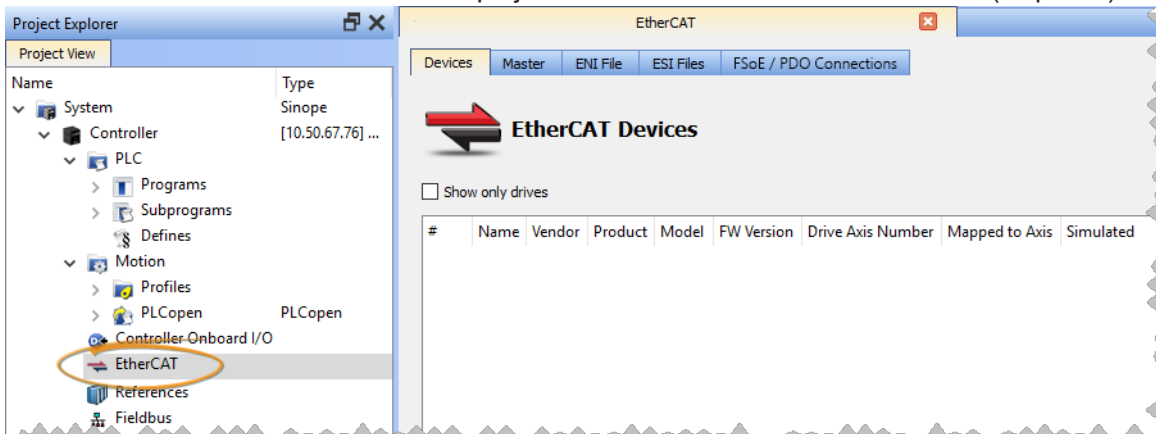 Project Explorer
Project View
Name Type
System Sinope
Controller [10.50.67.76] ...
PLC
Programs
Subprograms
Defines
Motion
Profiles
PLCopen PLCopen
Controller Onboard I/O
EtherCAT
References
Fieldbus
EtherCAT
Devices Master ENI File ESI Files FSoE / PDO Connections
EtherCAT Devices
Show only drives
# Name Vendor Product Model FW Version Drive Axis Number Mapped to Axis Simulated